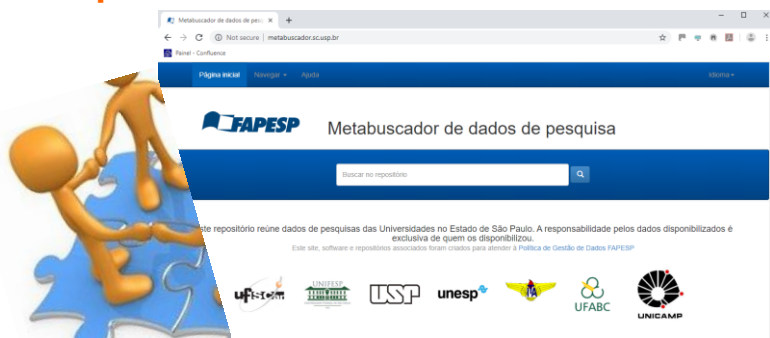 Metabuscador de dados de pesq
Not secure | metabuscador.sc.usp.br
Painel - Confluence
Página inicial Navegar Ajuda Idioma
FAPESP Metabuscador de dados de pesquisa
Buscar no repositório
ste repositório reúne dados de pesquisas das Universidades no Estado de São Paulo. A responsabilidade pelos dados disponibilizados é
exclusiva de quem os disponibilizou.
Este site, software e repositórios associados foram criados para atender à Política de Gestão de Dados FAPESP
ufscar UNIFESP USP unesp ITA UFABC UNICAMP